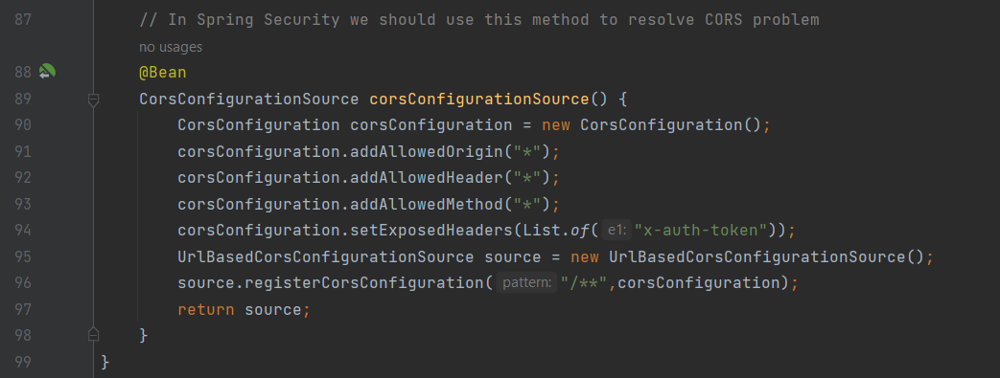 87 // In Spring Security we should use this method to resolve CORS problem
no usages
88 @Bean
89 CorsConfigurationSource corsConfigurationSource() {
90 CorsConfiguration corsConfiguration = new CorsConfiguration();
91 corsConfiguration.addAllowedOrigin("*");
92 corsConfiguration.addAllowedHeader("*");
93 corsConfiguration.addAllowedMethod("*");
94 corsConfiguration.setExposedHeaders(List.of( e1: "x-auth-token"));
95 UrlBasedCorsConfigurationSource source = new UrlBasedCorsConfigurationSource();
96 source.registerCorsConfiguration( pattern: "/**",corsConfiguration);
97 return source;
98 }
99 }